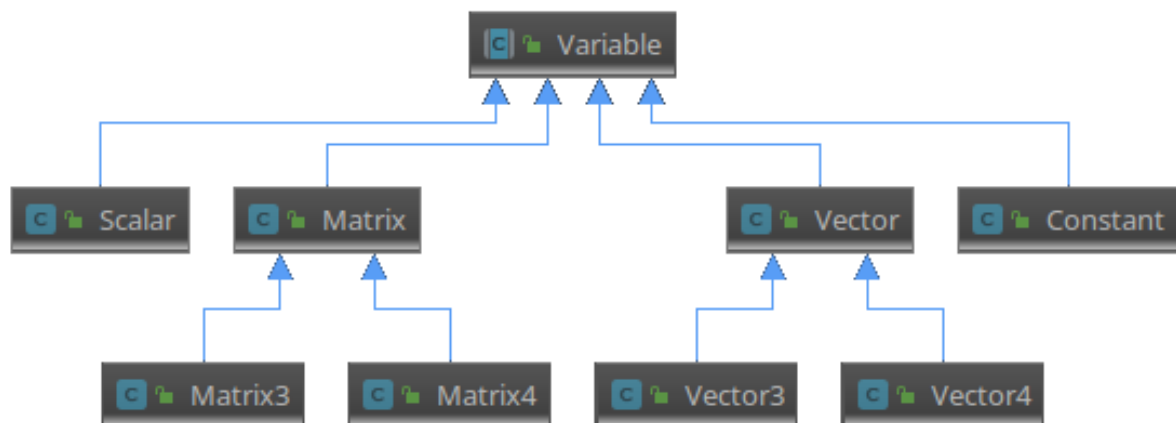 C Variable
C Scalar
C Matrix
C Vector
C Constant
C Matrix3
C Matrix4
C Vector3
C Vector4